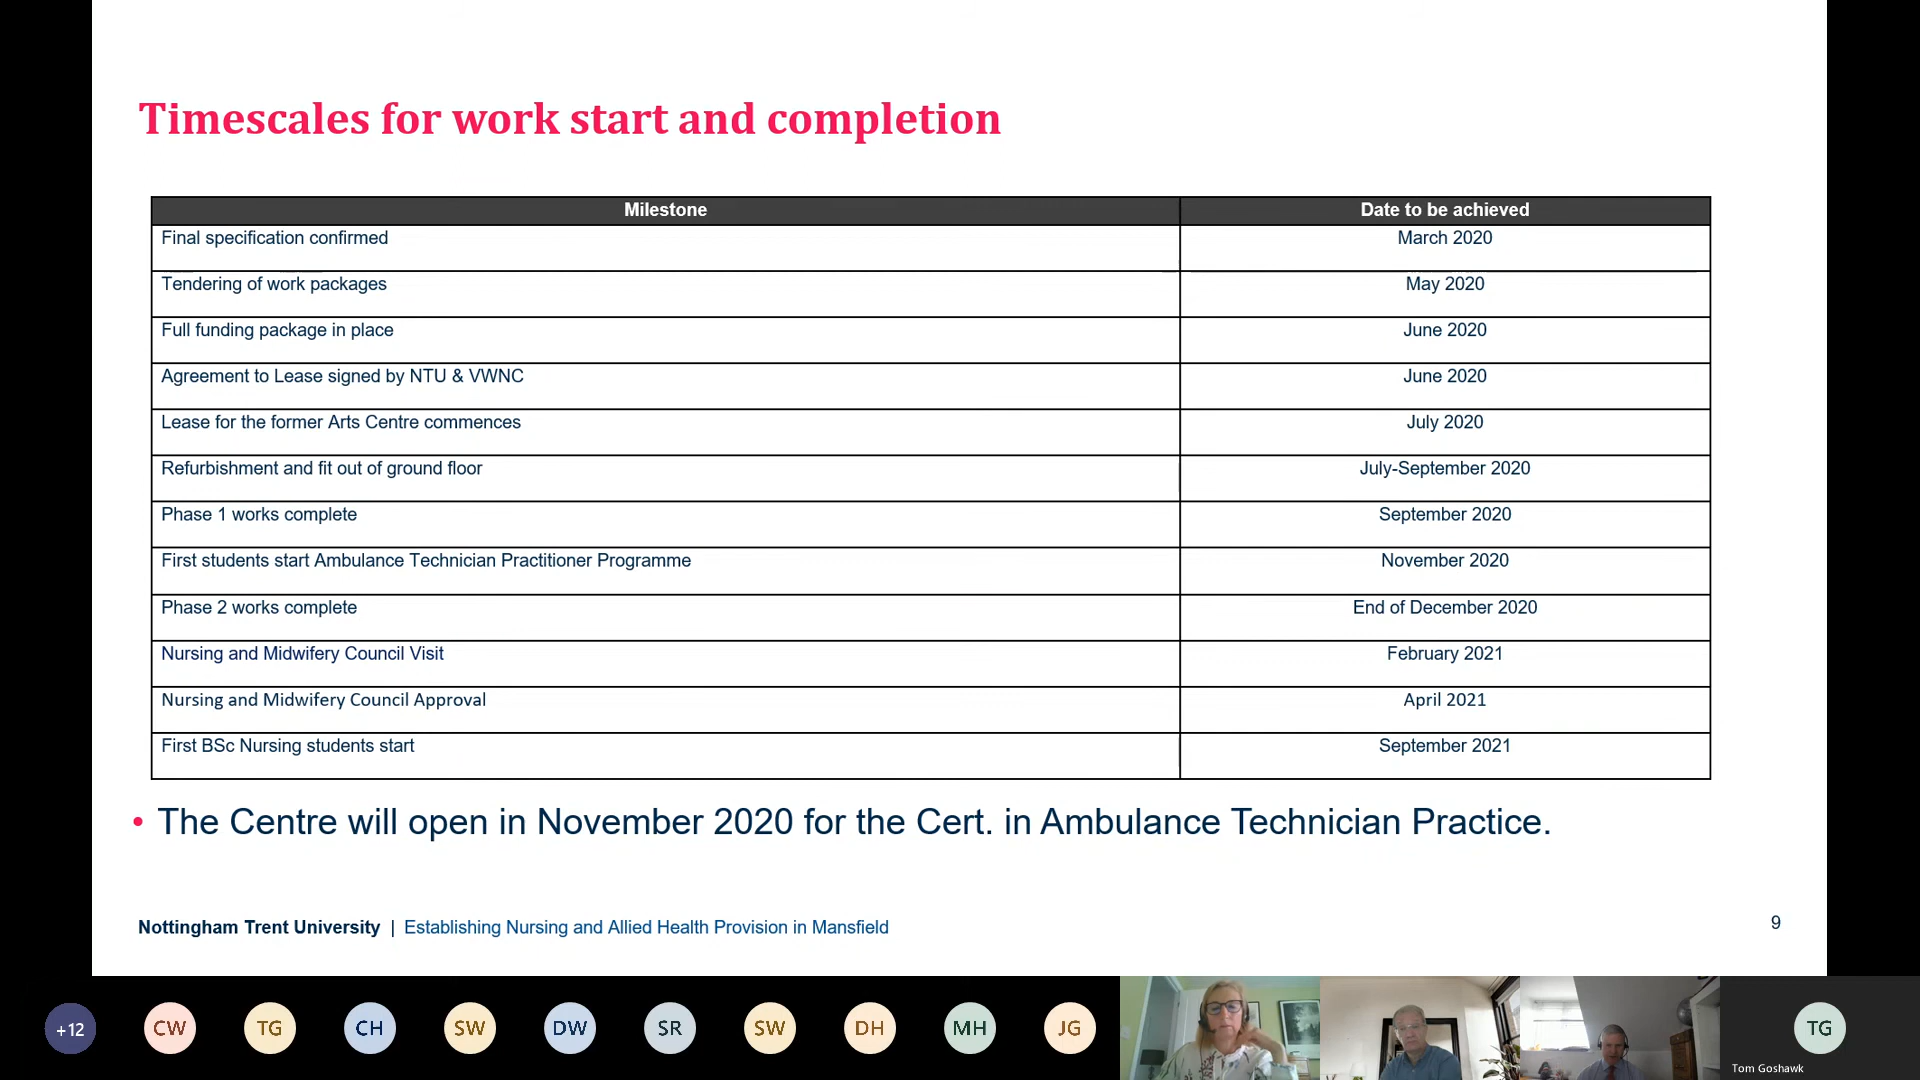 Timescales for work start and completion
Milestone Date to be achieved
Final specification confirmed March 2020
Tendering of work packages May 2020
Full funding package in place June 2020
Agreement to Lease signed by NTU & VWNC June 2020
Lease for the former Arts Centre commences July 2020
Refurbishment and fit out of ground floor July-September 2020
Phase 1 works complete September 2020
First students start Ambulance Technician Practitioner Programme November 2020
Phase 2 works complete End of December 2020
Nursing and Midwifery Council Visit February 2021
Nursing and Midwifery Council Approval April 2021
First BSc Nursing students start September 2021
• The Centre will open in November 2020 for the Cert. in Ambulance Technician Practice.
Nottingham Trent University | Establishing Nursing and Allied Health Provision in Mansfield 9
+12 CW TG CH SW DW SR SW DH MH JG TG
Tom Goshawk